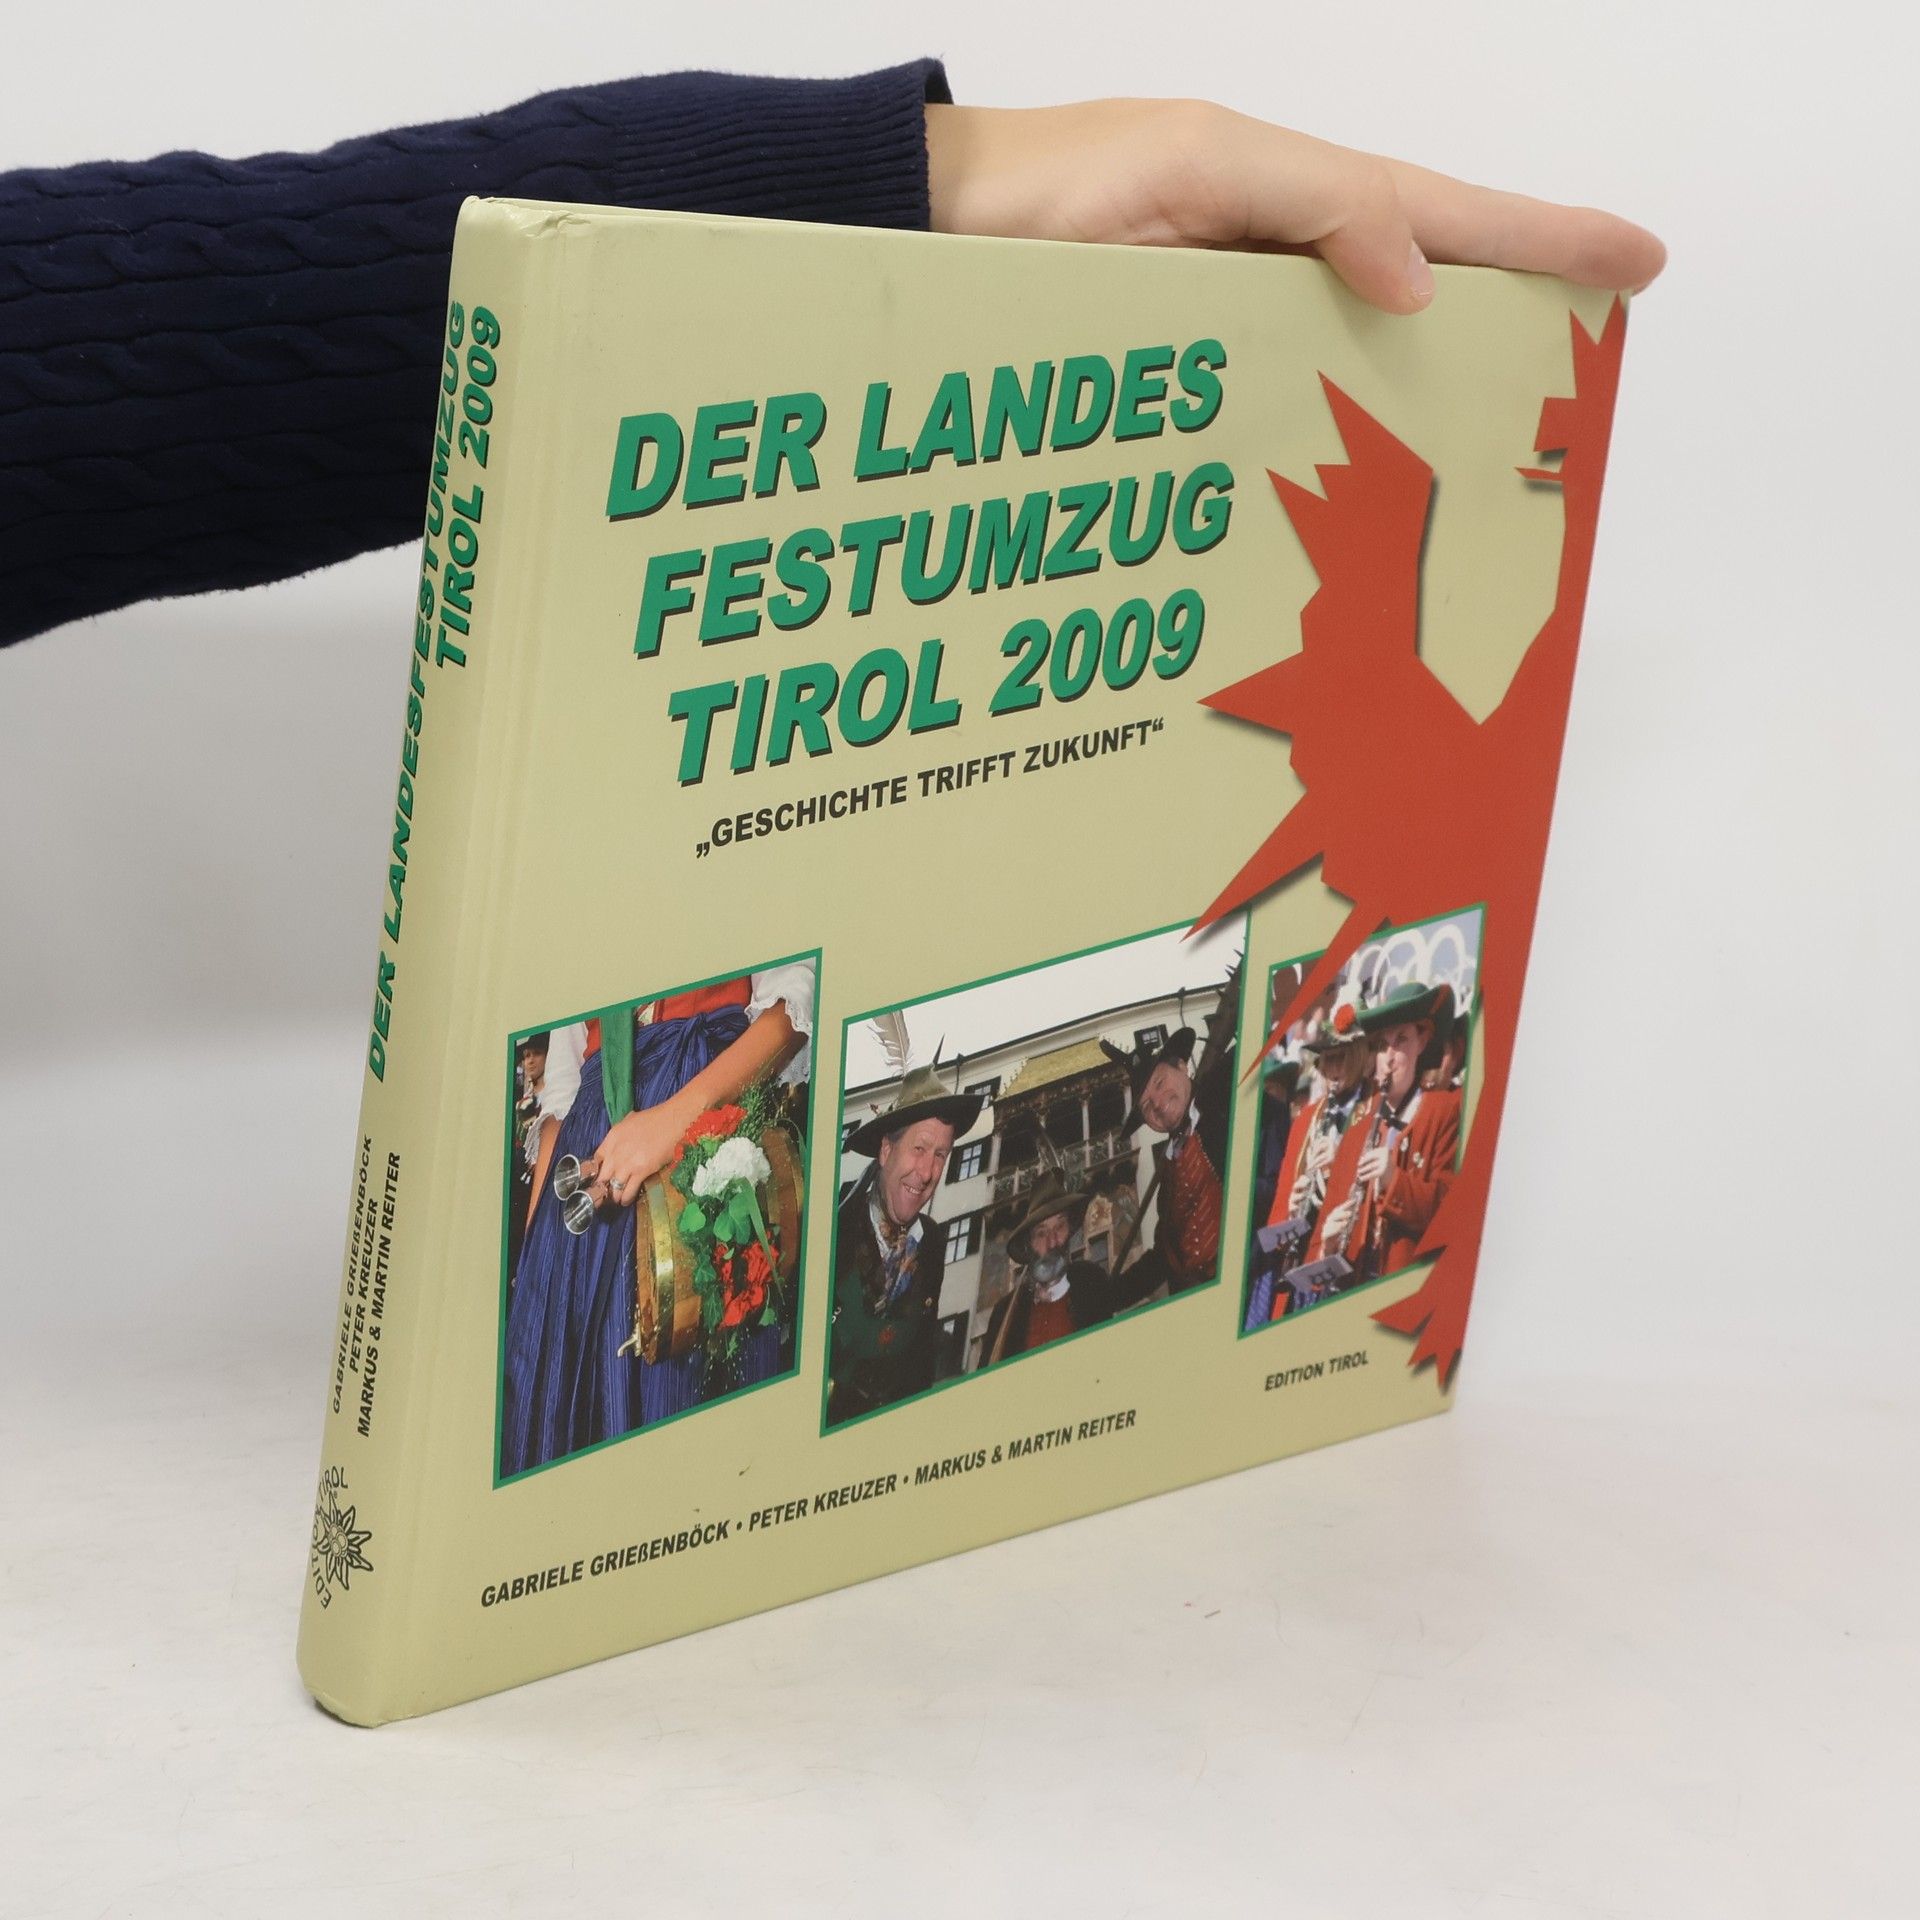 DER LANDES
FESTUMZUG
TIROL 2009
„GESCHICHTE TRIFFT ZUKUNFT“
EDITION TIROL
GABRIELE GRIEßENBÖCK • PETER KREUZER • MARKUS & MARTIN REITER
DER LANDESFESTUMZUG
TIROL 2009
GABRIELE GRIEßENBÖCK
PETER KREUZER
MARKUS & MARTIN REITER
EDITION TIROL